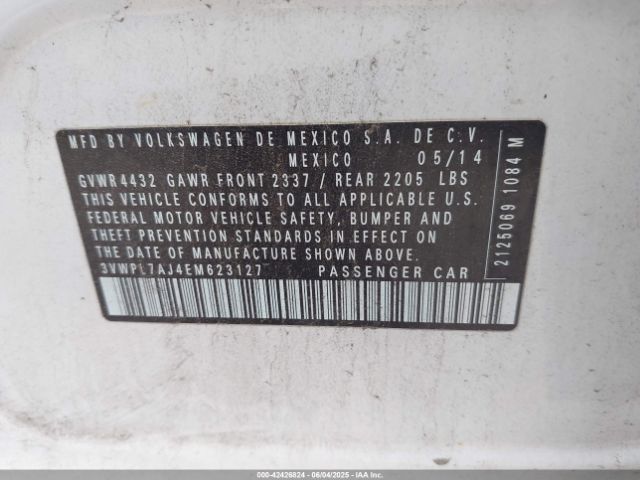 MFD BY VOLKSWAGEN DE MEXICO S.A. DE C.V.
MEXICO 05/14
GVWR 4432 GAWR FRONT 2337 / REAR 2205 LBS
THIS VEHICLE CONFORMS TO ALL APPLICABLE U.S.
FEDERAL MOTOR VEHICLE SAFETY, BUMPER AND
THEFT PREVENTION STANDARDS IN EFFECT ON
THE DATE OF MANUFACTURE SHOWN ABOVE.
3VWPL7AJ4EM623127 PASSENGER CAR
2125069 1084 M
000-42426824 - 06/04/2025 - IAA Inc.